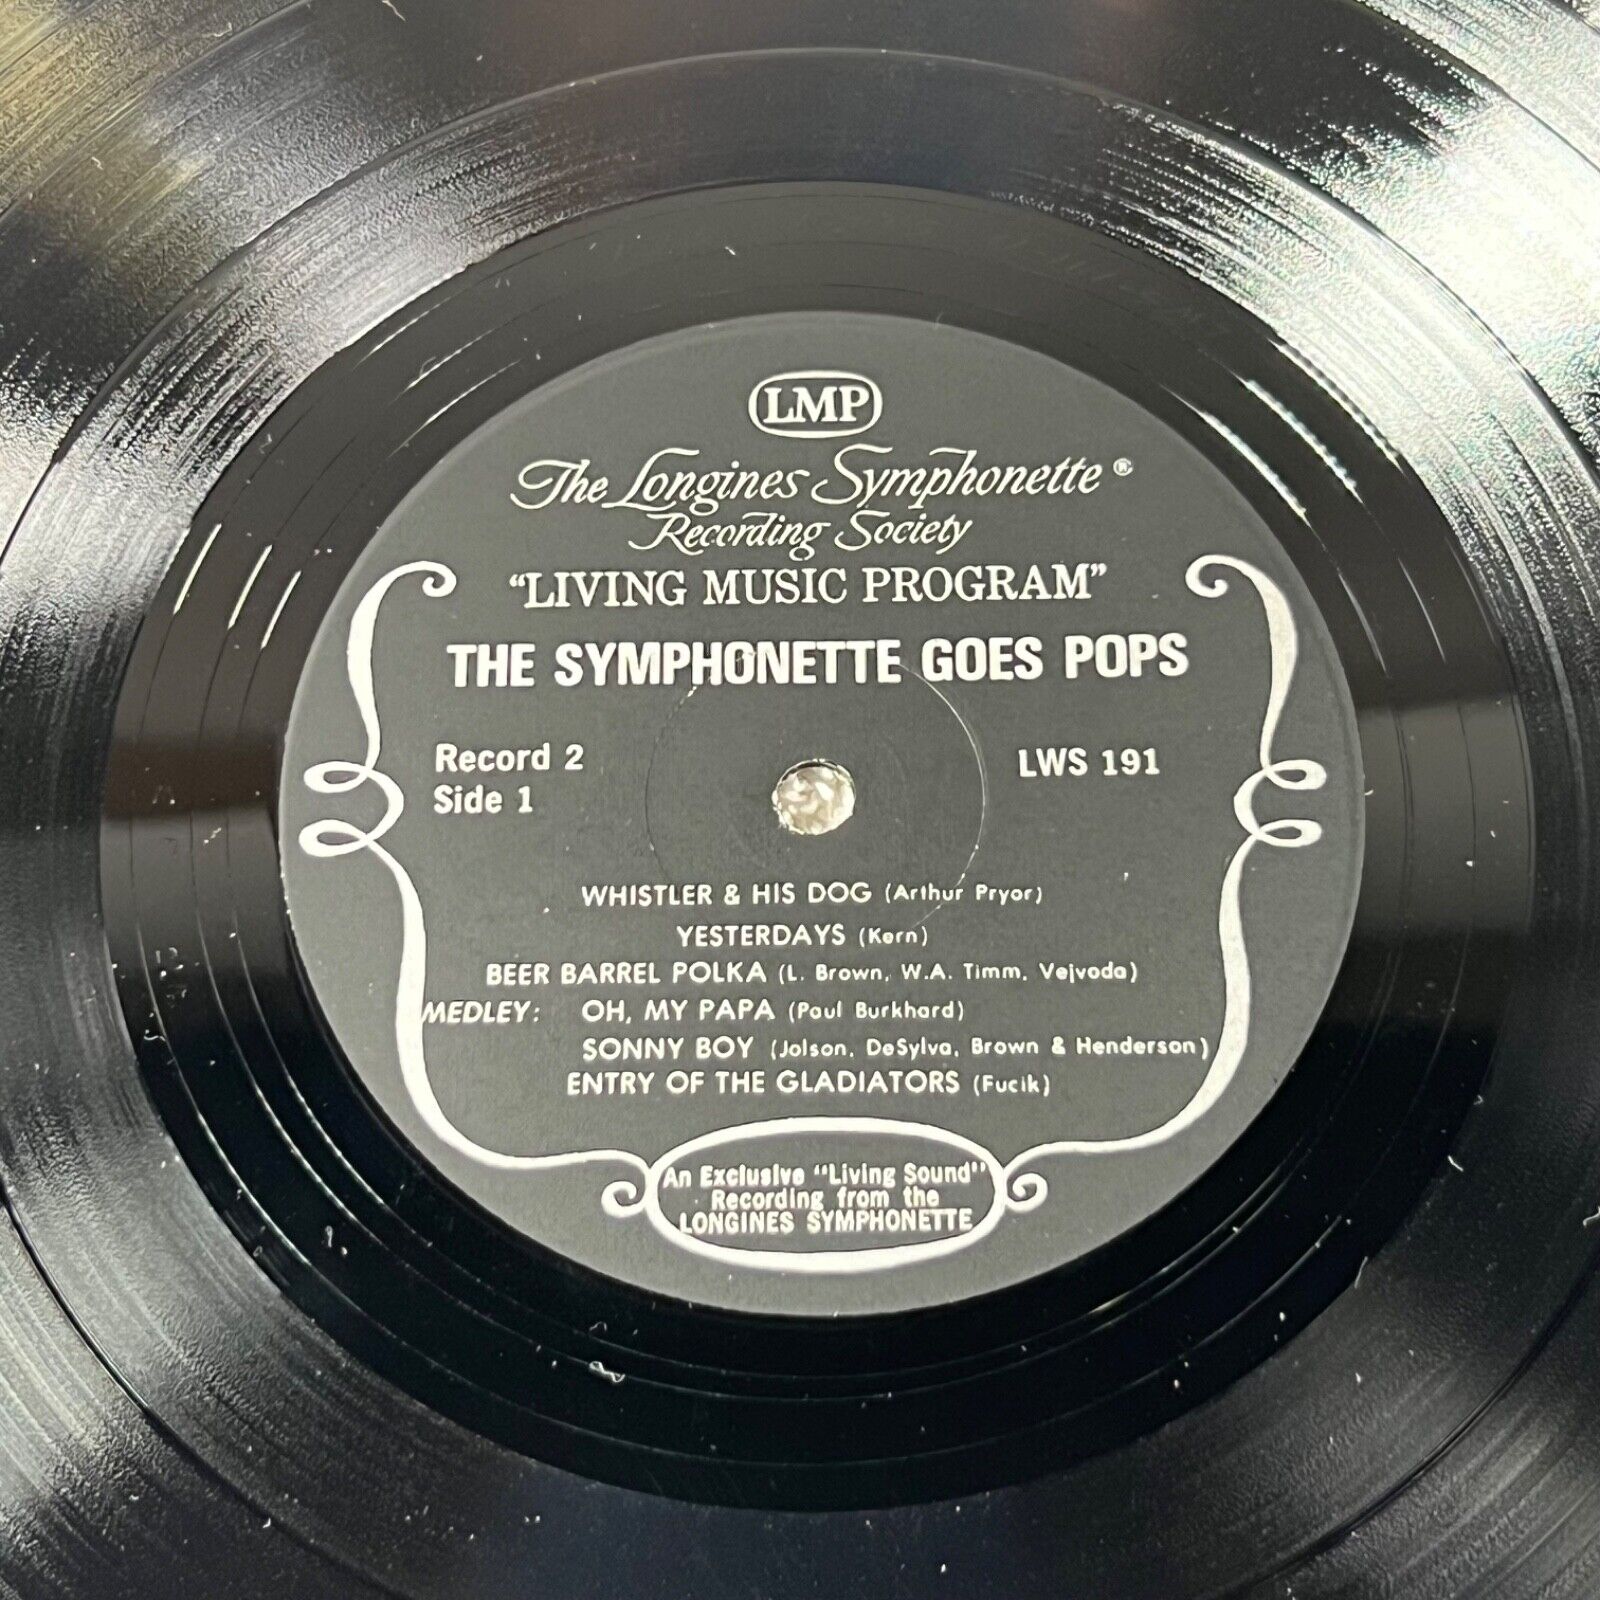 LMP
The Longines Symphonette ®
Recording Society
"LIVING MUSIC PROGRAM"
THE SYMPHONETTE GOES POPS
Record 2
Side 1
LWS 191
WHISTLER & HIS DOG (Arthur Pryor)
YESTERDAYS (Kern)
BEER BARREL POLKA (L. Brown, W.A. Timm, Vejvoda)
MEDLEY: OH, MY PAPA (Paul Burkhard)
SONNY BOY (Jolson, DeSylva, Brown & Henderson)
ENTRY OF THE GLADIATORS (Fucik)
An Exclusive "Living Sound"
Recording from the
LONGINES SYMPHONETTE